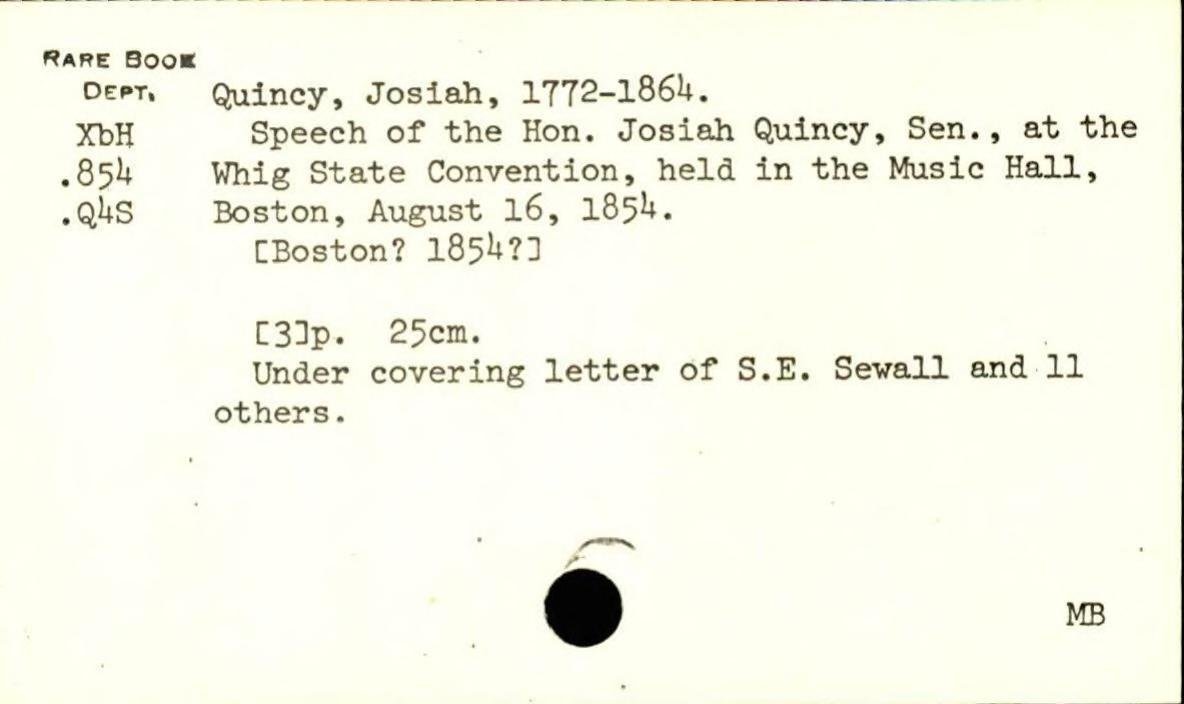 RARE BOOK
DEPT. Quincy, Josiah, 1772-1864.
XbH Speech of the Hon. Josiah Quincy, Sen., at the
.854 Whig State Convention, held in the Music Hall,
.Q4S Boston, August 16, 1854.
[Boston? 1854?]
[3]p. 25cm.
Under covering letter of S.E. Sewall and 11
others.
MB